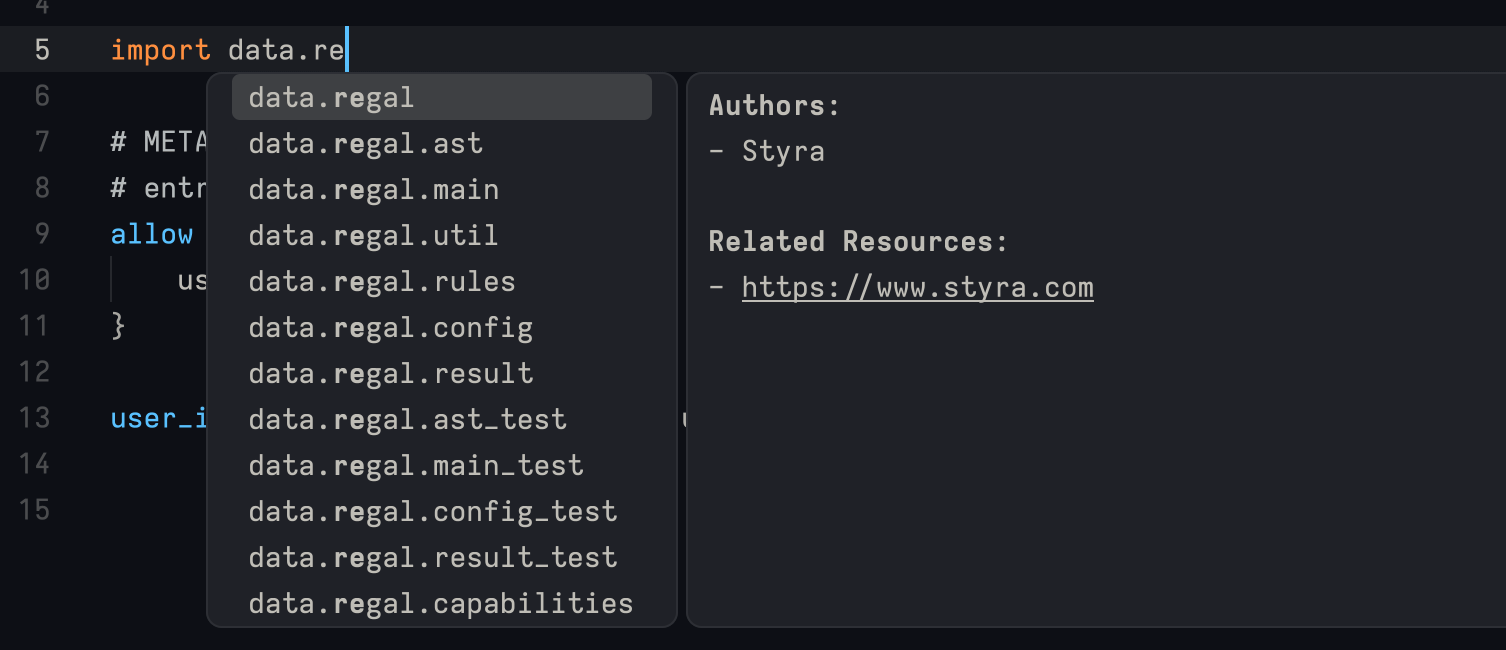 4
5 import data.re
6
7 # META
8 # entr
9 allow
10 us
11 }
12
13 user_i
14
15
data.regal
data.regal.ast
data.regal.main
data.regal.util
data.regal.rules
data.regal.config
data.regal.result
data.regal.ast_test
data.regal.main_test
data.regal.config_test
data.regal.result_test
data.regal.capabilities
Authors:
- Styra
Related Resources:
- https://www.styra.com